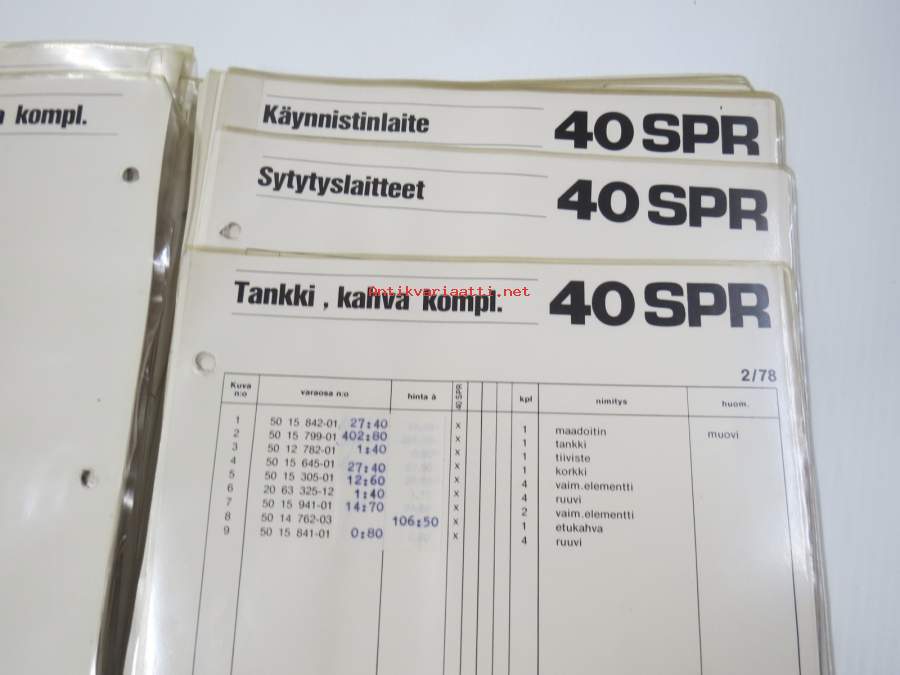 kompl.
Käynnistinlaite 40 SPR
Sytytyslaitteet 40 SPR
Tankki , kahva kompl. 40 SPR
Antikvariaatti.net
2/78
Kuva n:o varaosa n:o hinta á 40 SPR kpl nimitys huom.
1 50 15 842-01 27:40 x 1 maadoitin muovi
2 50 15 799-01 402:80 x 1 tankki
3 50 12 782-01 1:40 x 1 tiiviste
4 50 15 645-01 27:40 x 1 korkki
5 50 15 305-01 12:60 x 4 vaim.elementti
6 20 63 325-12 1:40 x 4 ruuvi
7 50 15 941-01 14:70 x 2 vaim.elementti
8 50 14 762-03 106:50 x 1 etukahva
9 50 15 841-01 0:80 x 4 ruuvi